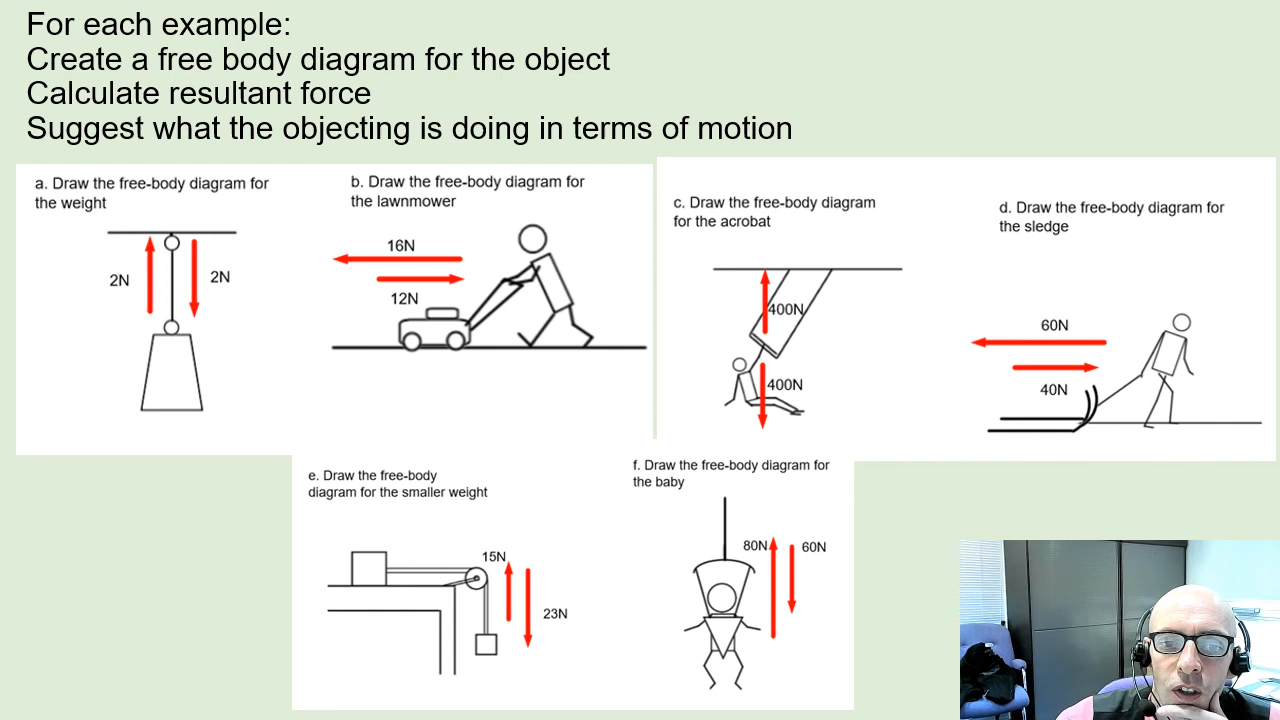 For each example:
Create a free body diagram for the object
Calculate resultant force
Suggest what the objecting is doing in terms of motion
a. Draw the free-body diagram for
the weight
2N
2N
b. Draw the free-body diagram for
the lawnmower
16N
12N
c. Draw the free-body diagram
for the acrobat
400N
400N
d. Draw the free-body diagram for
the sledge
60N
40N
e. Draw the free-body
diagram for the smaller weight
15N
23N
f. Draw the free-body diagram for
the baby
80N
60N